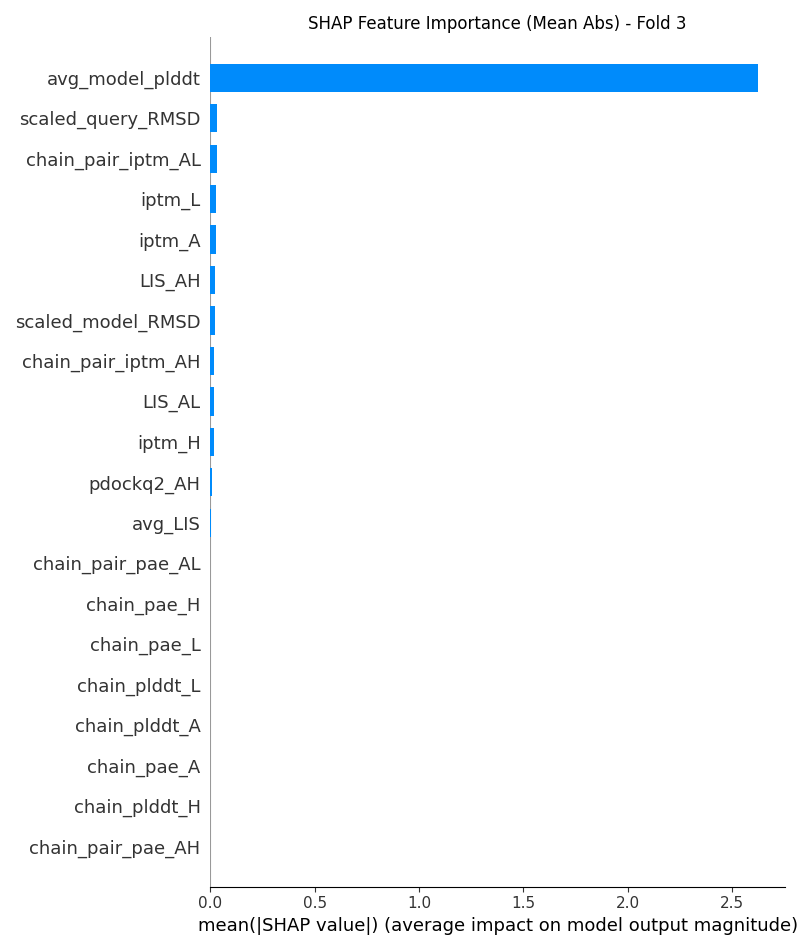 SHAP Feature Importance (Mean Abs) - Fold 3
avg_model_plddt
scaled_query_RMSD
chain_pair_iptm_AL
iptm_L
iptm_A
LIS_AH
scaled_model_RMSD
chain_pair_iptm_AH
LIS_AL
iptm_H
pdockq2_AH
avg_LIS
chain_pair_pae_AL
chain_pae_H
chain_pae_L
chain_plddt_L
chain_plddt_A
chain_pae_A
chain_plddt_H
chain_pair_pae_AH
0.0 0.5 1.0 1.5 2.0 2.5
mean(|SHAP value|) (average impact on model output magnitude)